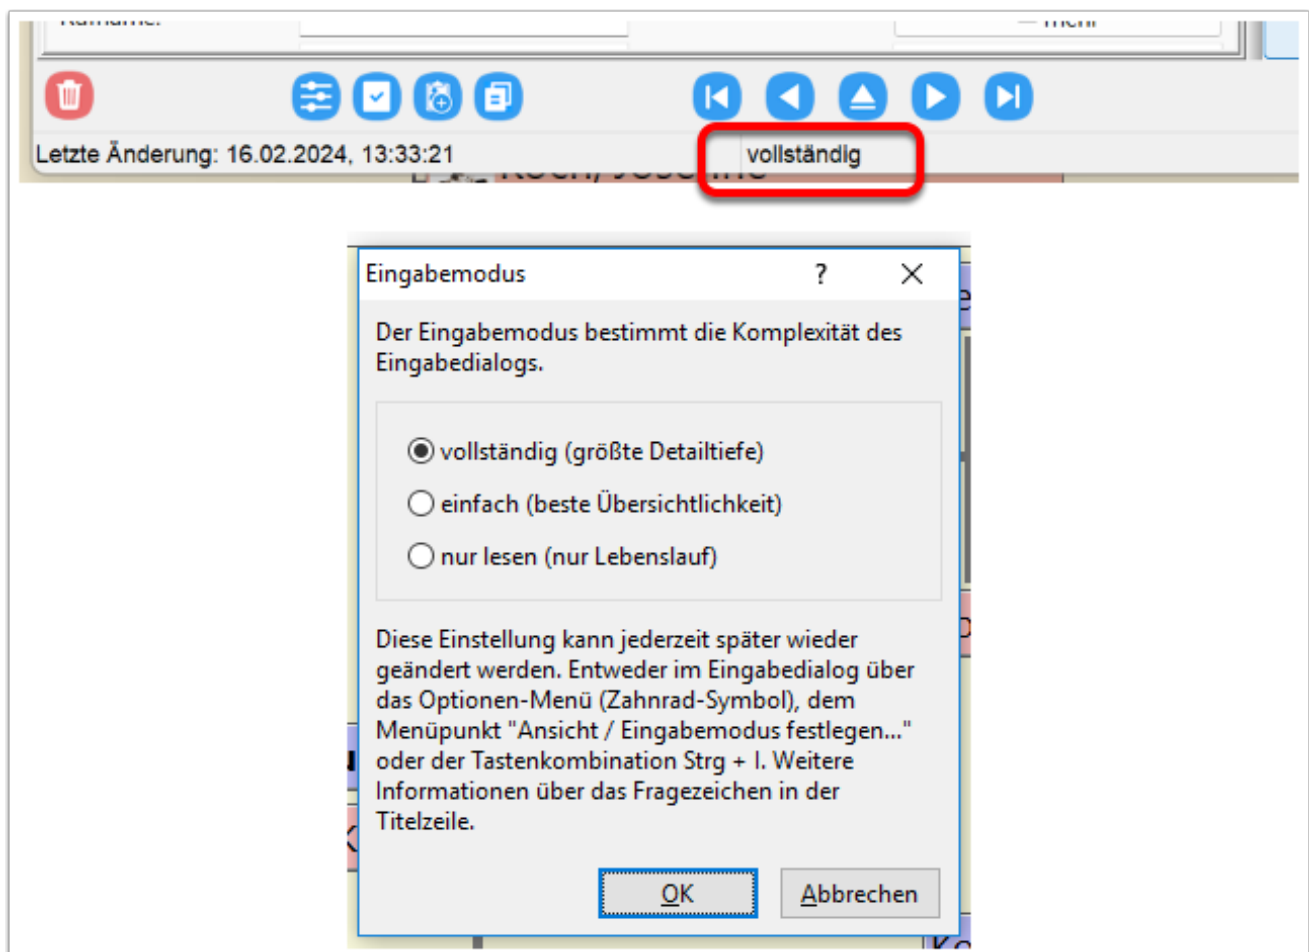 mehr
Letzte Änderung: 16.02.2024, 13:33:21 vollständig
Eingabemodus ?
Der Eingabemodus bestimmt die Komplexität des
Eingabedialogs.
vollständig (größte Detailtiefe)
einfach (beste Übersichtlichkeit)
nur lesen (nur Lebenslauf)
Diese Einstellung kann jederzeit später wieder
geändert werden. Entweder im Eingabedialog über
das Optionen-Menü (Zahnrad-Symbol), dem
Menüpunkt "Ansicht / Eingabemodus festlegen..."
oder der Tastenkombination Strg + I. Weitere
Informationen über das Fragezeichen in der
Titelzeile.
OK Abbrechen